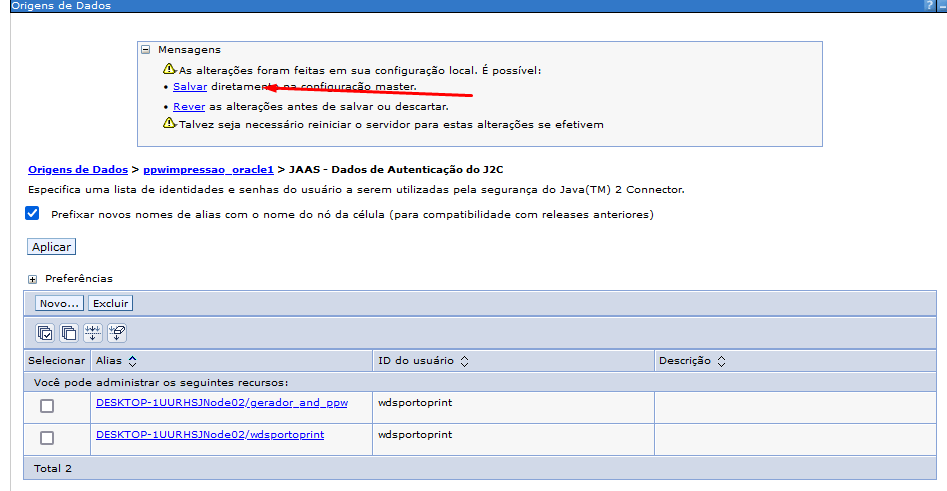 Origens de Dados ? _
Mensagens
As alterações foram feitas em sua configuração local. É possível:
• Salvar diretamente na configuração master.
• Rever as alterações antes de salvar ou descartar.
Talvez seja necessário reiniciar o servidor para estas alterações se efetivem
Origens de Dados > ppwimpressao_oracle1 > JAAS - Dados de Autenticação do J2C
Especifica uma lista de identidades e senhas do usuário a serem utilizadas pela segurança do Java(TM) 2 Connector.
Prefixar novos nomes de alias com o nome do nó da célula (para compatibilidade com releases anteriores)
Aplicar
Preferências
Novo... Excluir
Selecionar Alias ID do usuário Descrição
Você pode administrar os seguintes recursos:
DESKTOP-1UURHSJNode02/gerador_and_ppw wdsportoprint
DESKTOP-1UURHSJNode02/wdsportoprint wdsportoprint
Total 2